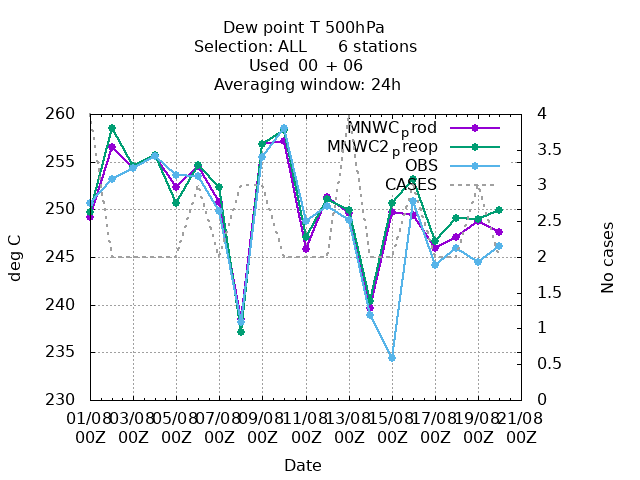 Dew point T 500hPa
Selection: ALL 6 stations
Used 00 + 06
Averaging window: 24h
260
255
250
245
240
235
230
4
3.5
3
2.5
2
1.5
1
0.5
0
MNWC_prod
MNWC2_preop
OBS
CASES
deg C
No cases
01/08 03/08 05/08 07/08 09/08 11/08 13/08 15/08 17/08 19/08 21/08
00Z 00Z 00Z 00Z 00Z 00Z 00Z 00Z 00Z 00Z 00Z
Date